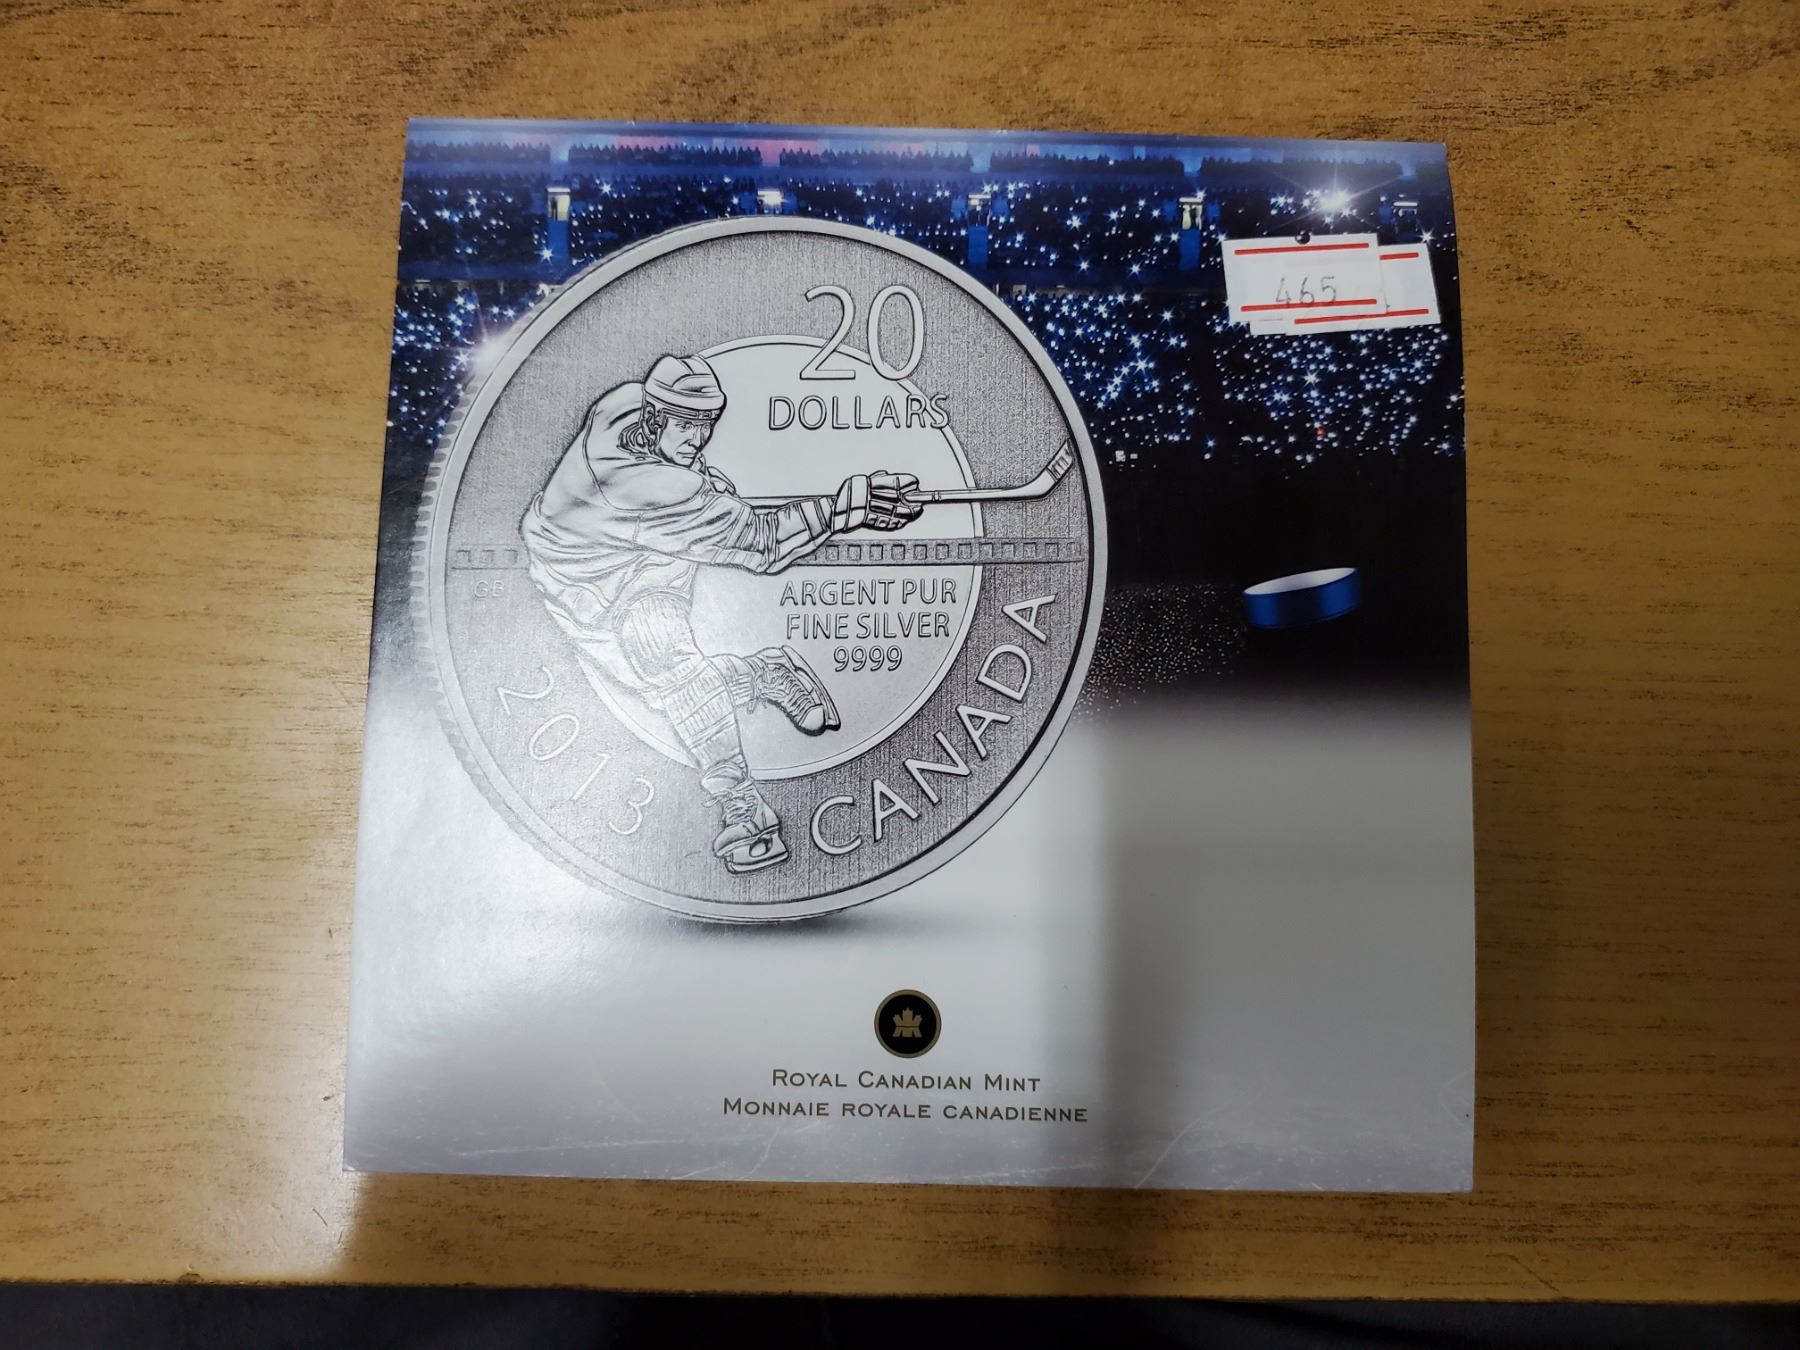 465
20
DOLLARS
ARGENT PUR
FINE SILVER
9999
GB
2013
CANADA
ROYAL CANADIAN MINT
MONNAIE ROYALE CANADIENNE